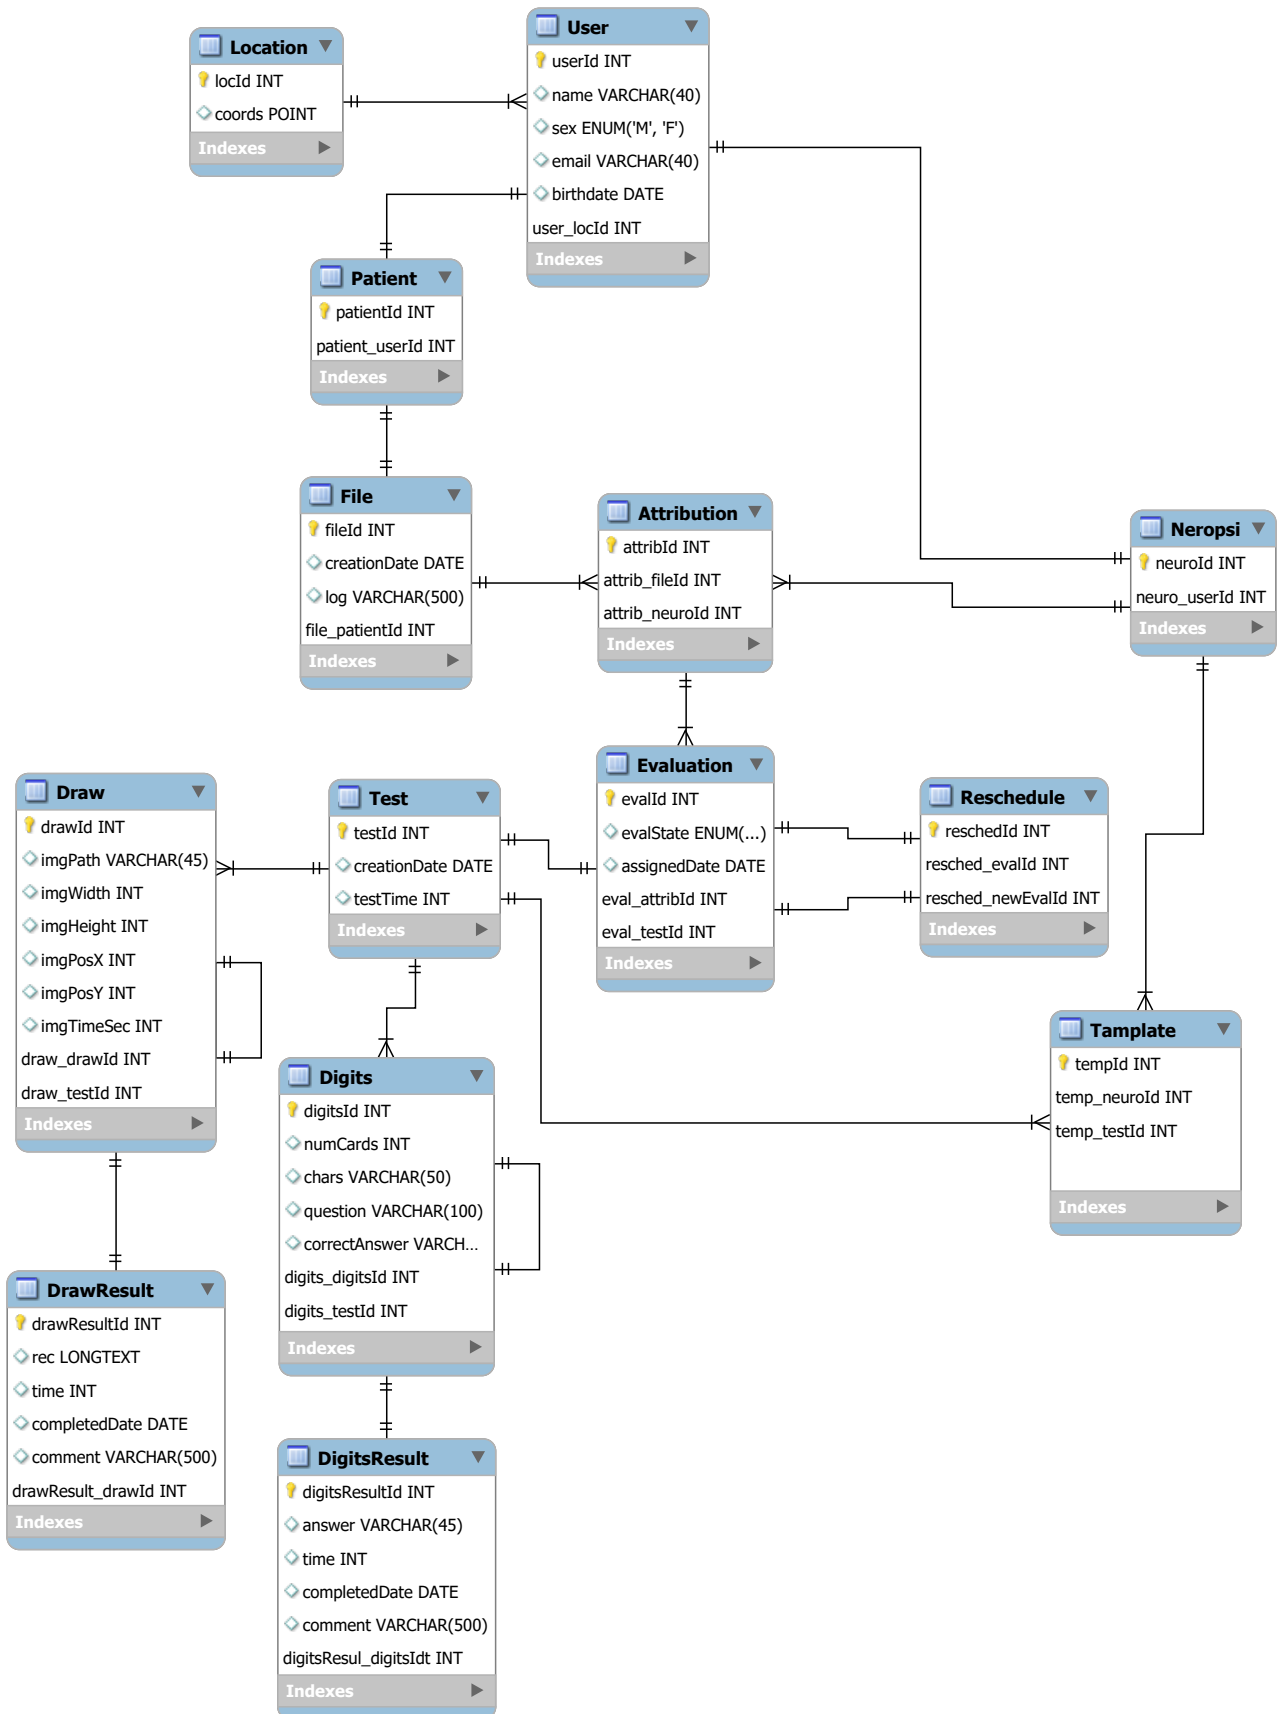 Location
locId INT
coords POINT
Indexes
User
userId INT
name VARCHAR(40)
sex ENUM('M', 'F')
email VARCHAR(40)
birthdate DATE
user_locId INT
Indexes
Patient
patientId INT
patient_userId INT
Indexes
File
fileId INT
creationDate DATE
log VARCHAR(500)
file_patientId INT
Indexes
Attribution
attribId INT
attrib_fileId INT
attrib_neuroId INT
Indexes
Neropsi
neuroId INT
neuro_userId INT
Indexes
Draw
drawId INT
imgPath VARCHAR(45)
imgWidth INT
imgHeight INT
imgPosX INT
imgPosY INT
imgTimeSec INT
draw_drawId INT
draw_testId INT
Indexes
Test
testId INT
creationDate DATE
testTime INT
Indexes
Evaluation
evalId INT
evalState ENUM(...)
assignedDate DATE
eval_attribId INT
eval_testId INT
Indexes
Reschedule
reschedId INT
resched_evalId INT
resched_newEvalId INT
Indexes
Tamplate
tempId INT
temp_neuroId INT
temp_testId INT
Indexes
Digits
digitsId INT
numCards INT
chars VARCHAR(50)
question VARCHAR(100)
correctAnswer VARCH...
digits_digitsId INT
digits_testId INT
Indexes
DrawResult
drawResultId INT
rec LONGTEXT
time INT
completedDate DATE
comment VARCHAR(500)
drawResult_drawId INT
Indexes
DigitsResult
digitsResultId INT
answer VARCHAR(45)
time INT
completedDate DATE
comment VARCHAR(500)
digitsResul_digitsIdt INT
Indexes